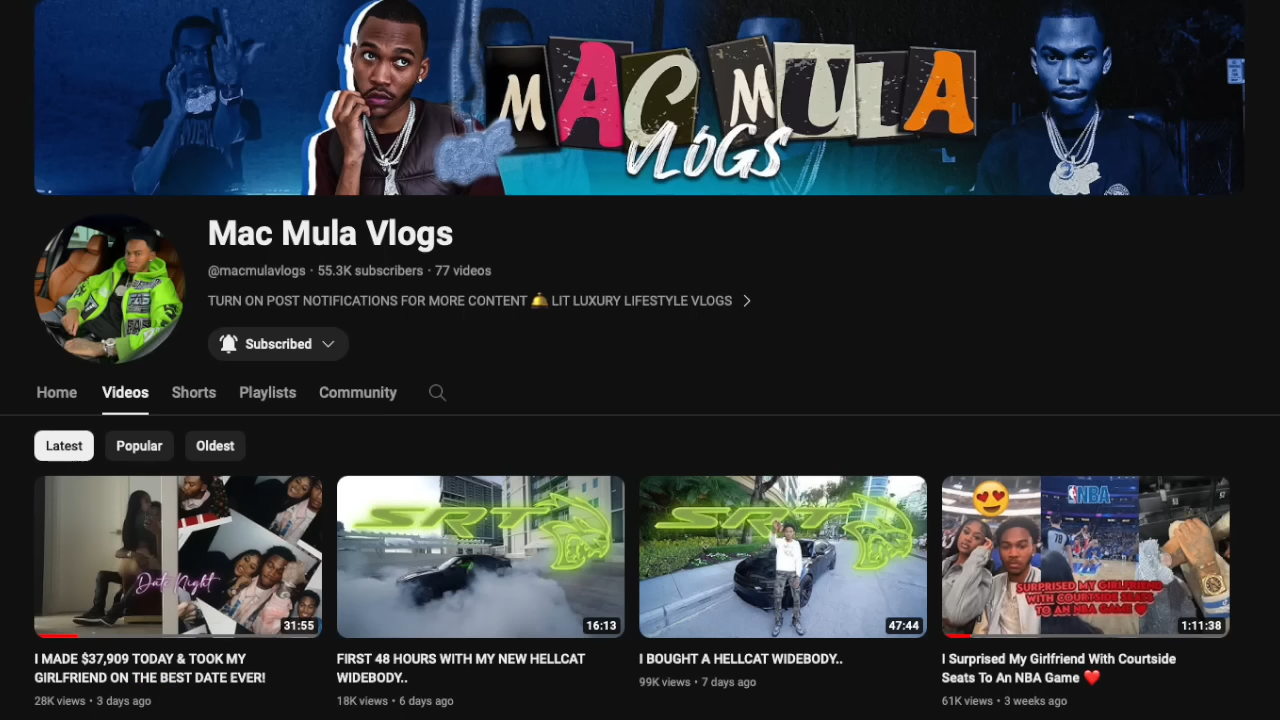 MAC MULA
VLOGS
Mac Mula Vlogs
@macmulavlogs · 55.3K subscribers · 77 videos
TURN ON POST NOTIFICATIONS FOR MORE CONTENT 🛎️ LIT LUXURY LIFESTYLE VLOGS
Subscribed
Home Videos Shorts Playlists Community
Latest Popular Oldest
Date Night
31:55
SRT
16:13
SRT
47:44
NBA
SURPRISED MY GIRLFRIEND
WITH COURTSIDE SEATS
TO AN NBA GAME ❤️
1:11:38
I MADE $37,909 TODAY & TOOK MY
GIRLFRIEND ON THE BEST DATE EVER!
28K views · 3 days ago
FIRST 48 HOURS WITH MY NEW HELLCAT
WIDEBODY..
18K views · 6 days ago
I BOUGHT A HELLCAT WIDEBODY..
99K views · 7 days ago
I Surprised My Girlfriend With Courtside
Seats To An NBA Game ❤️
61K views · 3 weeks ago